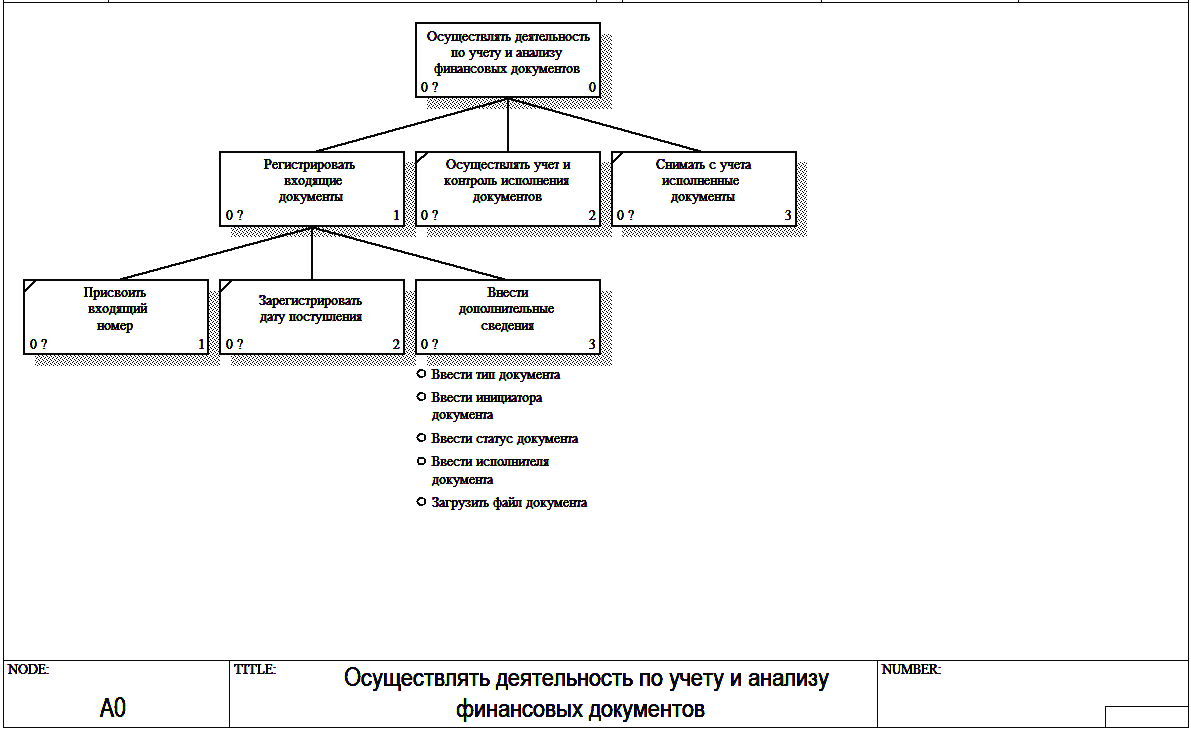 Осуществлять деятельность
по учету и анализу
финансовых документов
0 ? 0
Регистрировать
входящие
документы
0 ? 1
Осуществлять учет и
контроль исполнения
документов
0 ? 2
Снимать с учета
исполненные
документы
0 ? 3
Присвоить
входящий
номер
0 ? 1
Зарегистрировать
дату поступления
0 ? 2
Внести
дополнительные
сведения
0 ? 3
Ввести тип документа
Ввести инициатора
документа
Ввести статус документа
Ввести исполнителя
документа
Загрузить файл документа
NODE:
A0
TITLE:
Осуществлять деятельность по учету и анализу
финансовых документов
NUMBER: